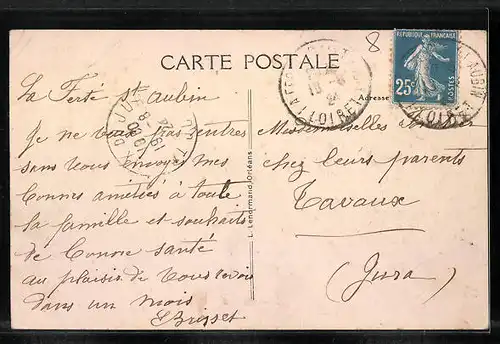 CARTE POSTALE
8
REPUBLIQUE FRANÇAISE
25c
POSTES
LOIRET
Adresse
L. Lenormand, Orléans
La Ferté St Aubin
Je ne veux pas rentrer
sans vous envoyer mes
bonnes amitiés à toute
la famille et souhaits
de bonne santé
au plaisir de vous revoir
dans un mois
Brisset
Mesdemoiselles
chez leurs parents
Tavaux
(Jura)